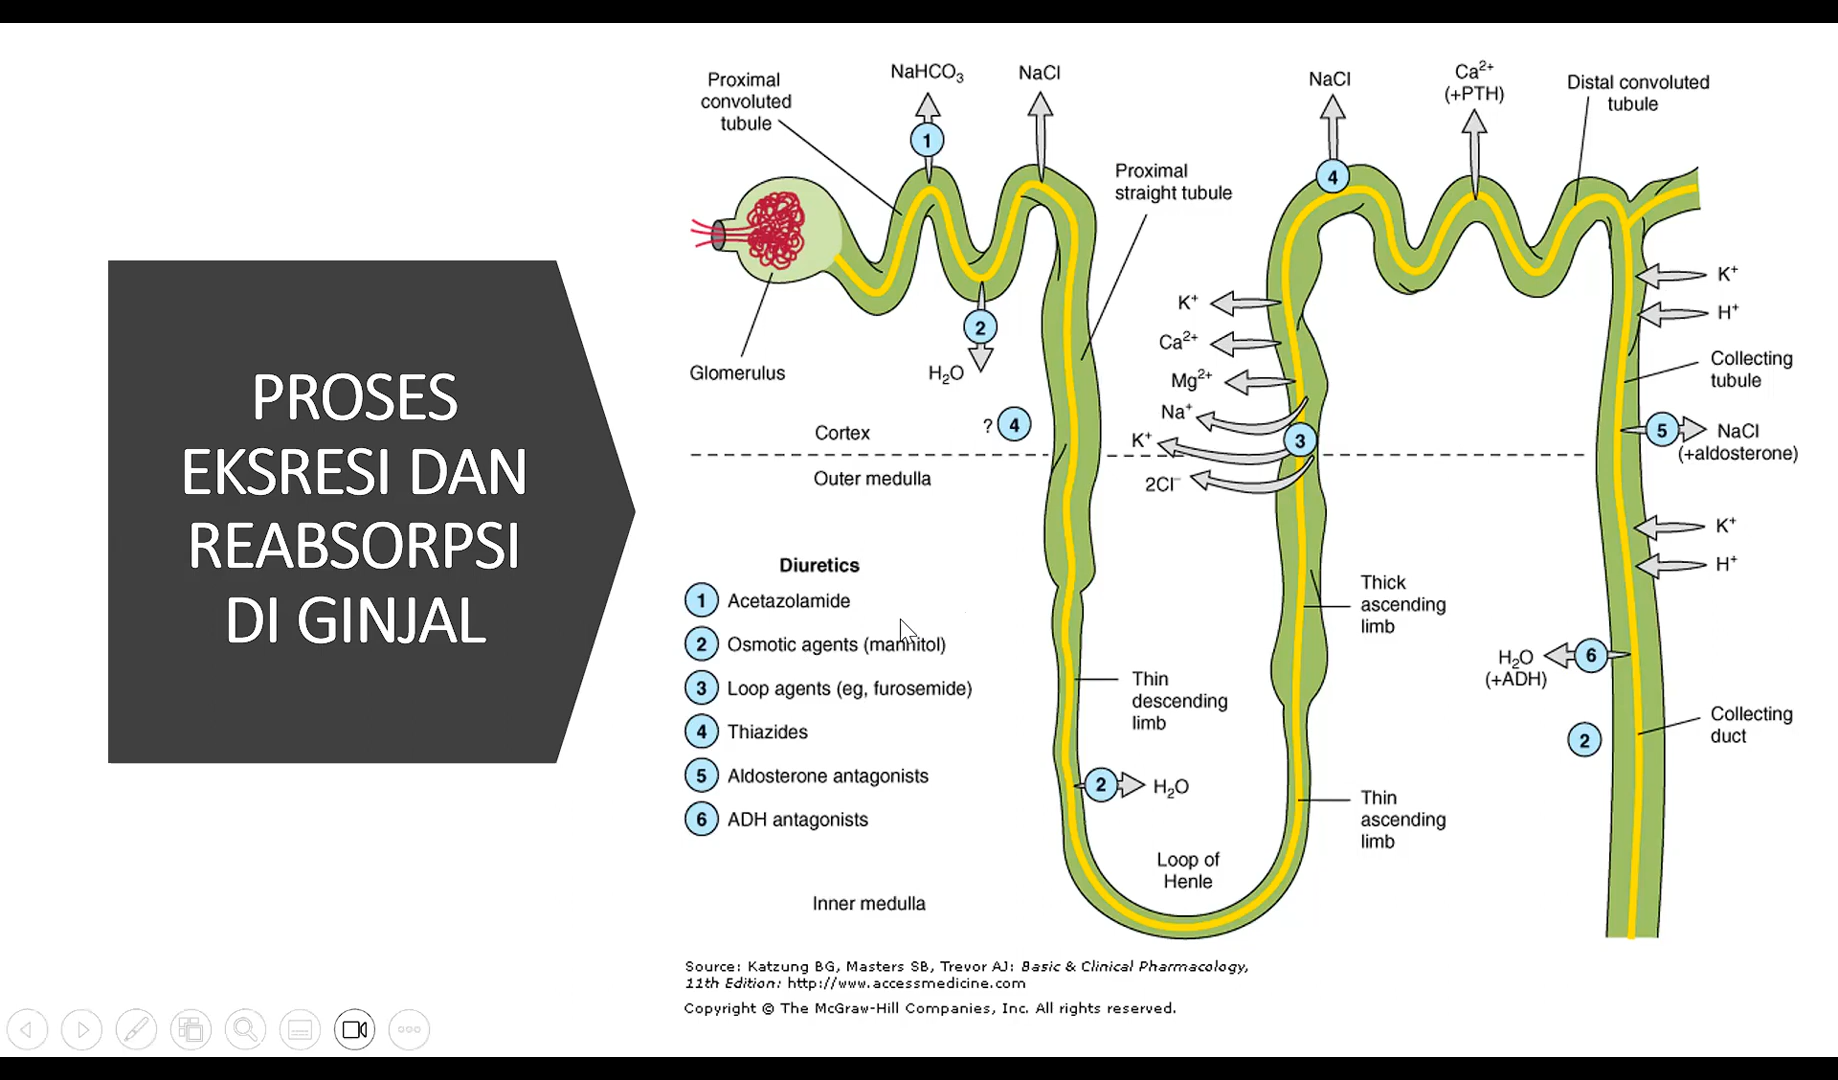 PROSES
EKSRESI DAN
REABSORPSI
DI GINJAL
Proximal
convoluted
tubule
NaHCO₃
NaCl
1
Proximal
straight tubule
Glomerulus
2
H₂O
? 4
Cortex
Outer medulla
NaCl
Ca²⁺
(+PTH)
Distal convoluted
tubule
4
K⁺
Ca²⁺
Mg²⁺
Na⁺
K⁺
2Cl⁻
3
K⁺
H⁺
Collecting
tubule
5
NaCl
(+aldosterone)
K⁺
H⁺
Diuretics
1 Acetazolamide
2 Osmotic agents (mannitol)
3 Loop agents (eg, furosemide)
4 Thiazides
5 Aldosterone antagonists
6 ADH antagonists
Thick
ascending
limb
Thin
descending
limb
2 H₂O
H₂O
(+ADH)
6
2
Collecting
duct
Thin
ascending
limb
Loop of
Henle
Inner medulla
Source: Katzung BG, Masters SB, Trevor AJ: Basic & Clinical Pharmacology,
11th Edition: http://www.accessmedicine.com
Copyright © The McGraw-Hill Companies, Inc. All rights reserved.